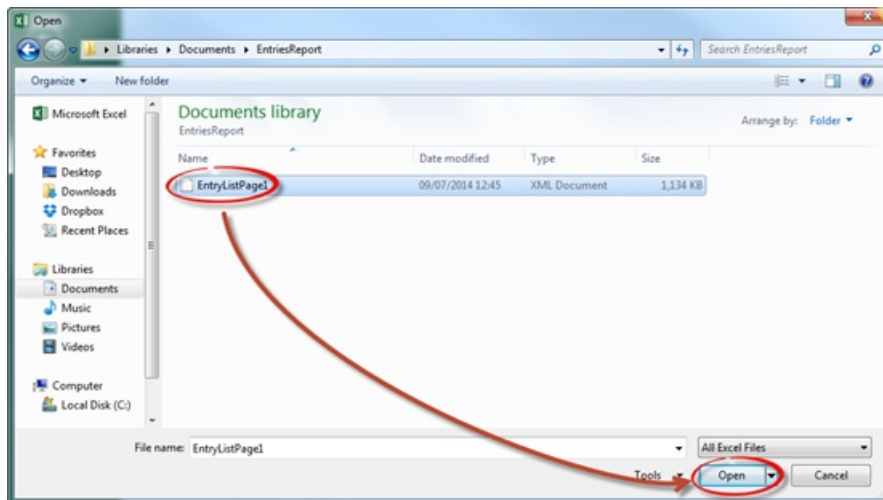 Open
Libraries Documents EntriesReport
Search EntriesReport
Organize New folder
Microsoft Excel
Favorites
Desktop
Downloads
Dropbox
Recent Places
Libraries
Documents
Music
Pictures
Videos
Computer
Local Disk (C:)
Documents library
EntriesReport
Arrange by: Folder
Name Date modified Type Size
EntryListPage1 09/07/2014 12:45 XML Document 1,134 KB
File name: EntryListPage1 All Excel Files
Tools Open Cancel